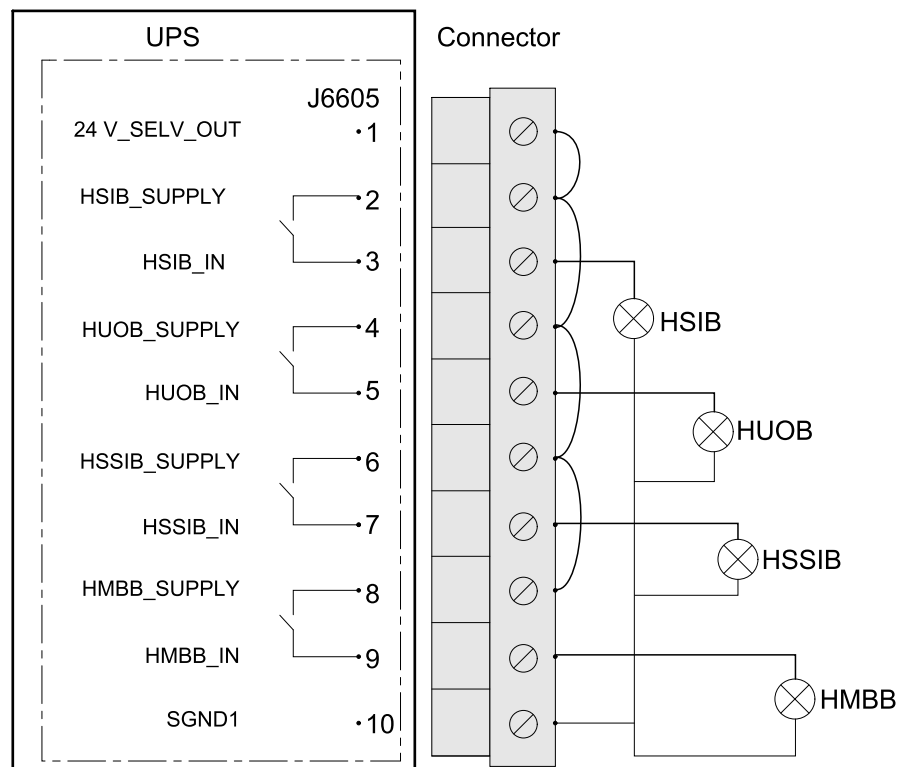 UPS
Connector
J6605
24 V_SELV_OUT 1
HSIB_SUPPLY 2
HSIB_IN 3
HSIB
HUOB_SUPPLY 4
HUOB_IN 5
HUOB
HSSIB_SUPPLY 6
HSSIB_IN 7
HSSIB
HMBB_SUPPLY 8
HMBB_IN 9
HMBB
SGND1 10